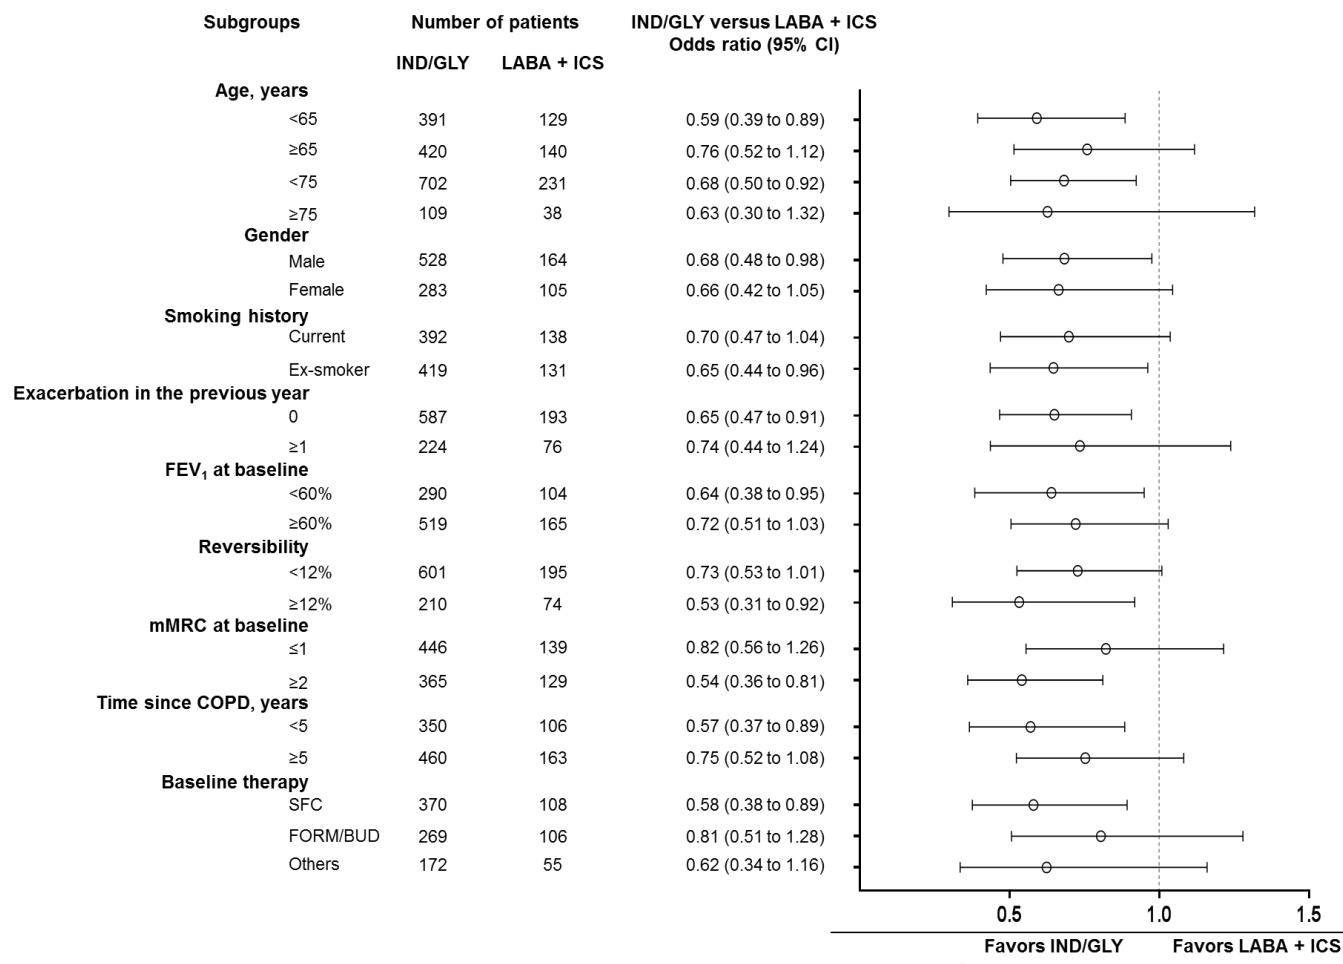 Subgroups Number of patients IND/GLY versus LABA + ICS
Odds ratio (95% CI)
IND/GLY LABA + ICS
Age, years
<65 391 129 0.59 (0.39 to 0.89)
≥65 420 140 0.76 (0.52 to 1.12)
<75 702 231 0.68 (0.50 to 0.92)
≥75 109 38 0.63 (0.30 to 1.32)
Gender
Male 528 164 0.68 (0.48 to 0.98)
Female 283 105 0.66 (0.42 to 1.05)
Smoking history
Current 392 138 0.70 (0.47 to 1.04)
Ex-smoker 419 131 0.65 (0.44 to 0.96)
Exacerbation in the previous year
0 587 193 0.65 (0.47 to 0.91)
≥1 224 76 0.74 (0.44 to 1.24)
FEV₁ at baseline
<60% 290 104 0.64 (0.38 to 0.95)
≥60% 519 165 0.72 (0.51 to 1.03)
Reversibility
<12% 601 195 0.73 (0.53 to 1.01)
≥12% 210 74 0.53 (0.31 to 0.92)
mMRC at baseline
≤1 446 139 0.82 (0.56 to 1.26)
≥2 365 129 0.54 (0.36 to 0.81)
Time since COPD, years
<5 350 106 0.57 (0.37 to 0.89)
≥5 460 163 0.75 (0.52 to 1.08)
Baseline therapy
SFC 370 108 0.58 (0.38 to 0.89)
FORM/BUD 269 106 0.81 (0.51 to 1.28)
Others 172 55 0.62 (0.34 to 1.16)
0.5 1.0 1.5
Favors IND/GLY Favors LABA + ICS